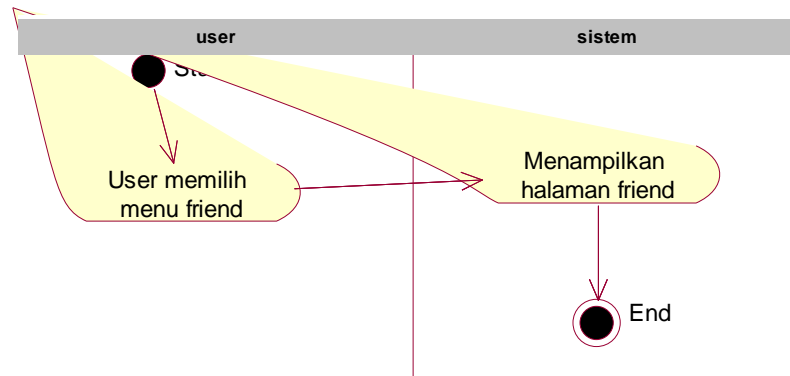 user
sistem
User memilih
menu friend
Menampilkan
halaman friend
End